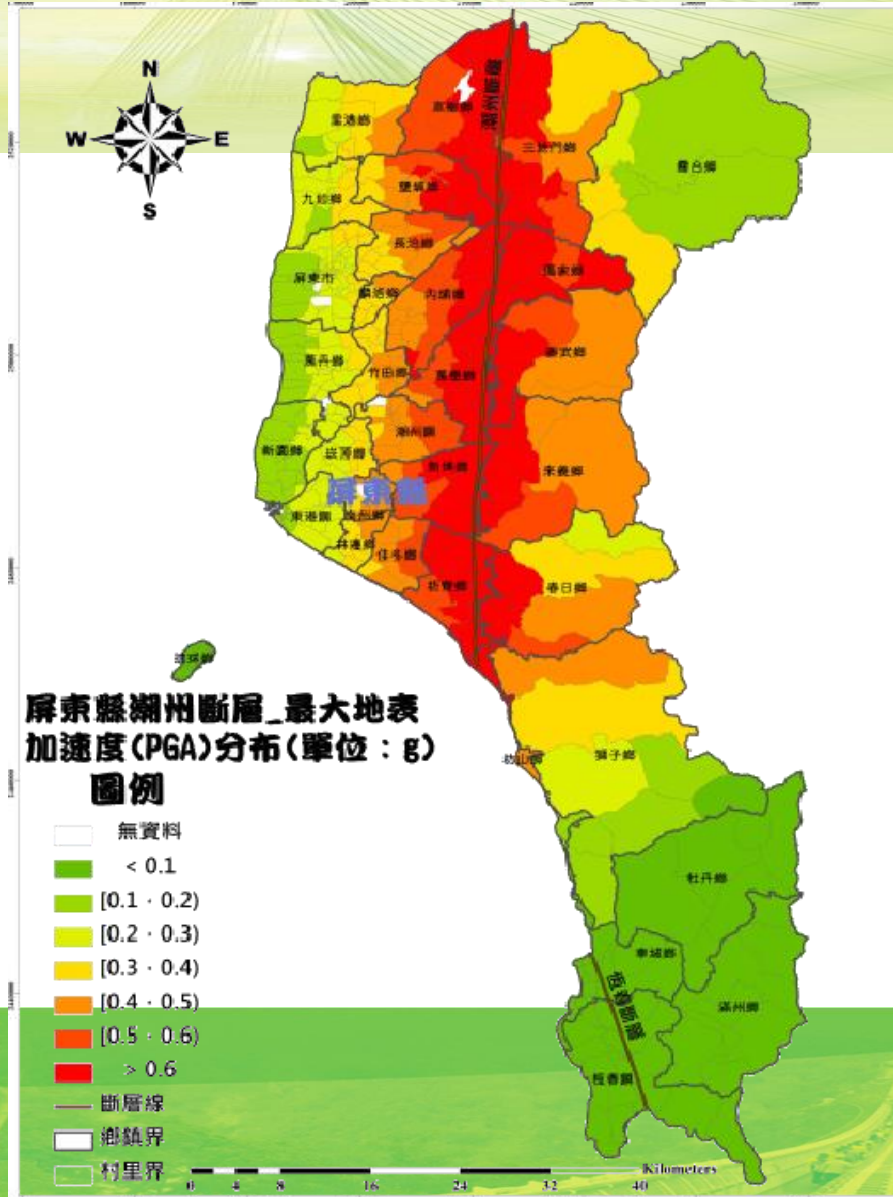 N
W
E
S
潮州斷層
里港鄉
高樹鄉
三地門鄉
霧台鄉
鹽埔鄉
九如鄉
長治鄉
瑪家鄉
屏東市
麟洛鄉
內埔鄉
泰武鄉
萬丹鄉
竹田鄉
萬巒鄉
潮州鎮
新園鄉
崁頂鄉
新埤鄉
來義鄉
屏東縣
東港鎮
南州鄉
林邊鄉
佳冬鄉
枋寮鄉
春日鄉
琉球鄉
屏東縣潮州斷層_最大地表
加速度(PGA)分布(單位：g)
圖例
無資料
< 0.1
[0.1，0.2)
[0.2，0.3)
[0.3，0.4)
[0.4，0.5)
[0.5，0.6)
> 0.6
斷層線
鄉鎮界
村里界
枋山鄉
獅子鄉
牡丹鄉
車城鄉
恆春斷層
滿州鄉
恆春鎮
0 4 8 16 24 32 40
Kilometers